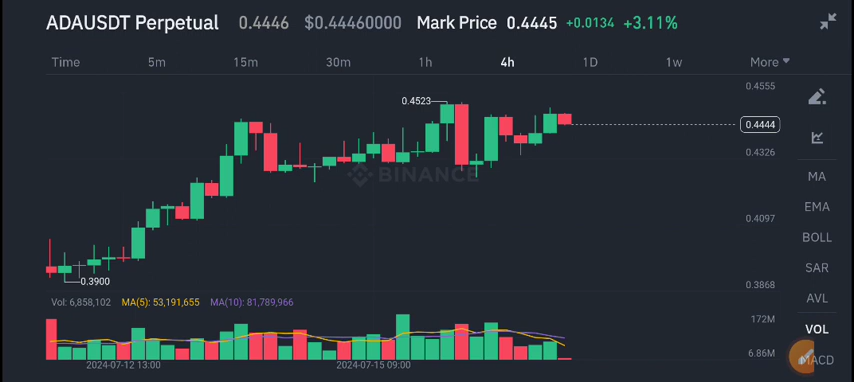 ADAUSDT Perpetual 0.4446 $0.44460000 Mark Price 0.4445 +0.0134 +3.11%
Time 5m 15m 30m 1h 4h 1D 1w More
0.4555
0.4523
0.4444
0.4326
BINANCE
MA
EMA
0.4097
BOLL
SAR
0.3900
0.3868
AVL
Vol: 6,858,102 MA(5): 53,191,655 MA(10): 81,789,966
172M
VOL
6.86M
MACD
2024-07-12 13:00 2024-07-15 09:00